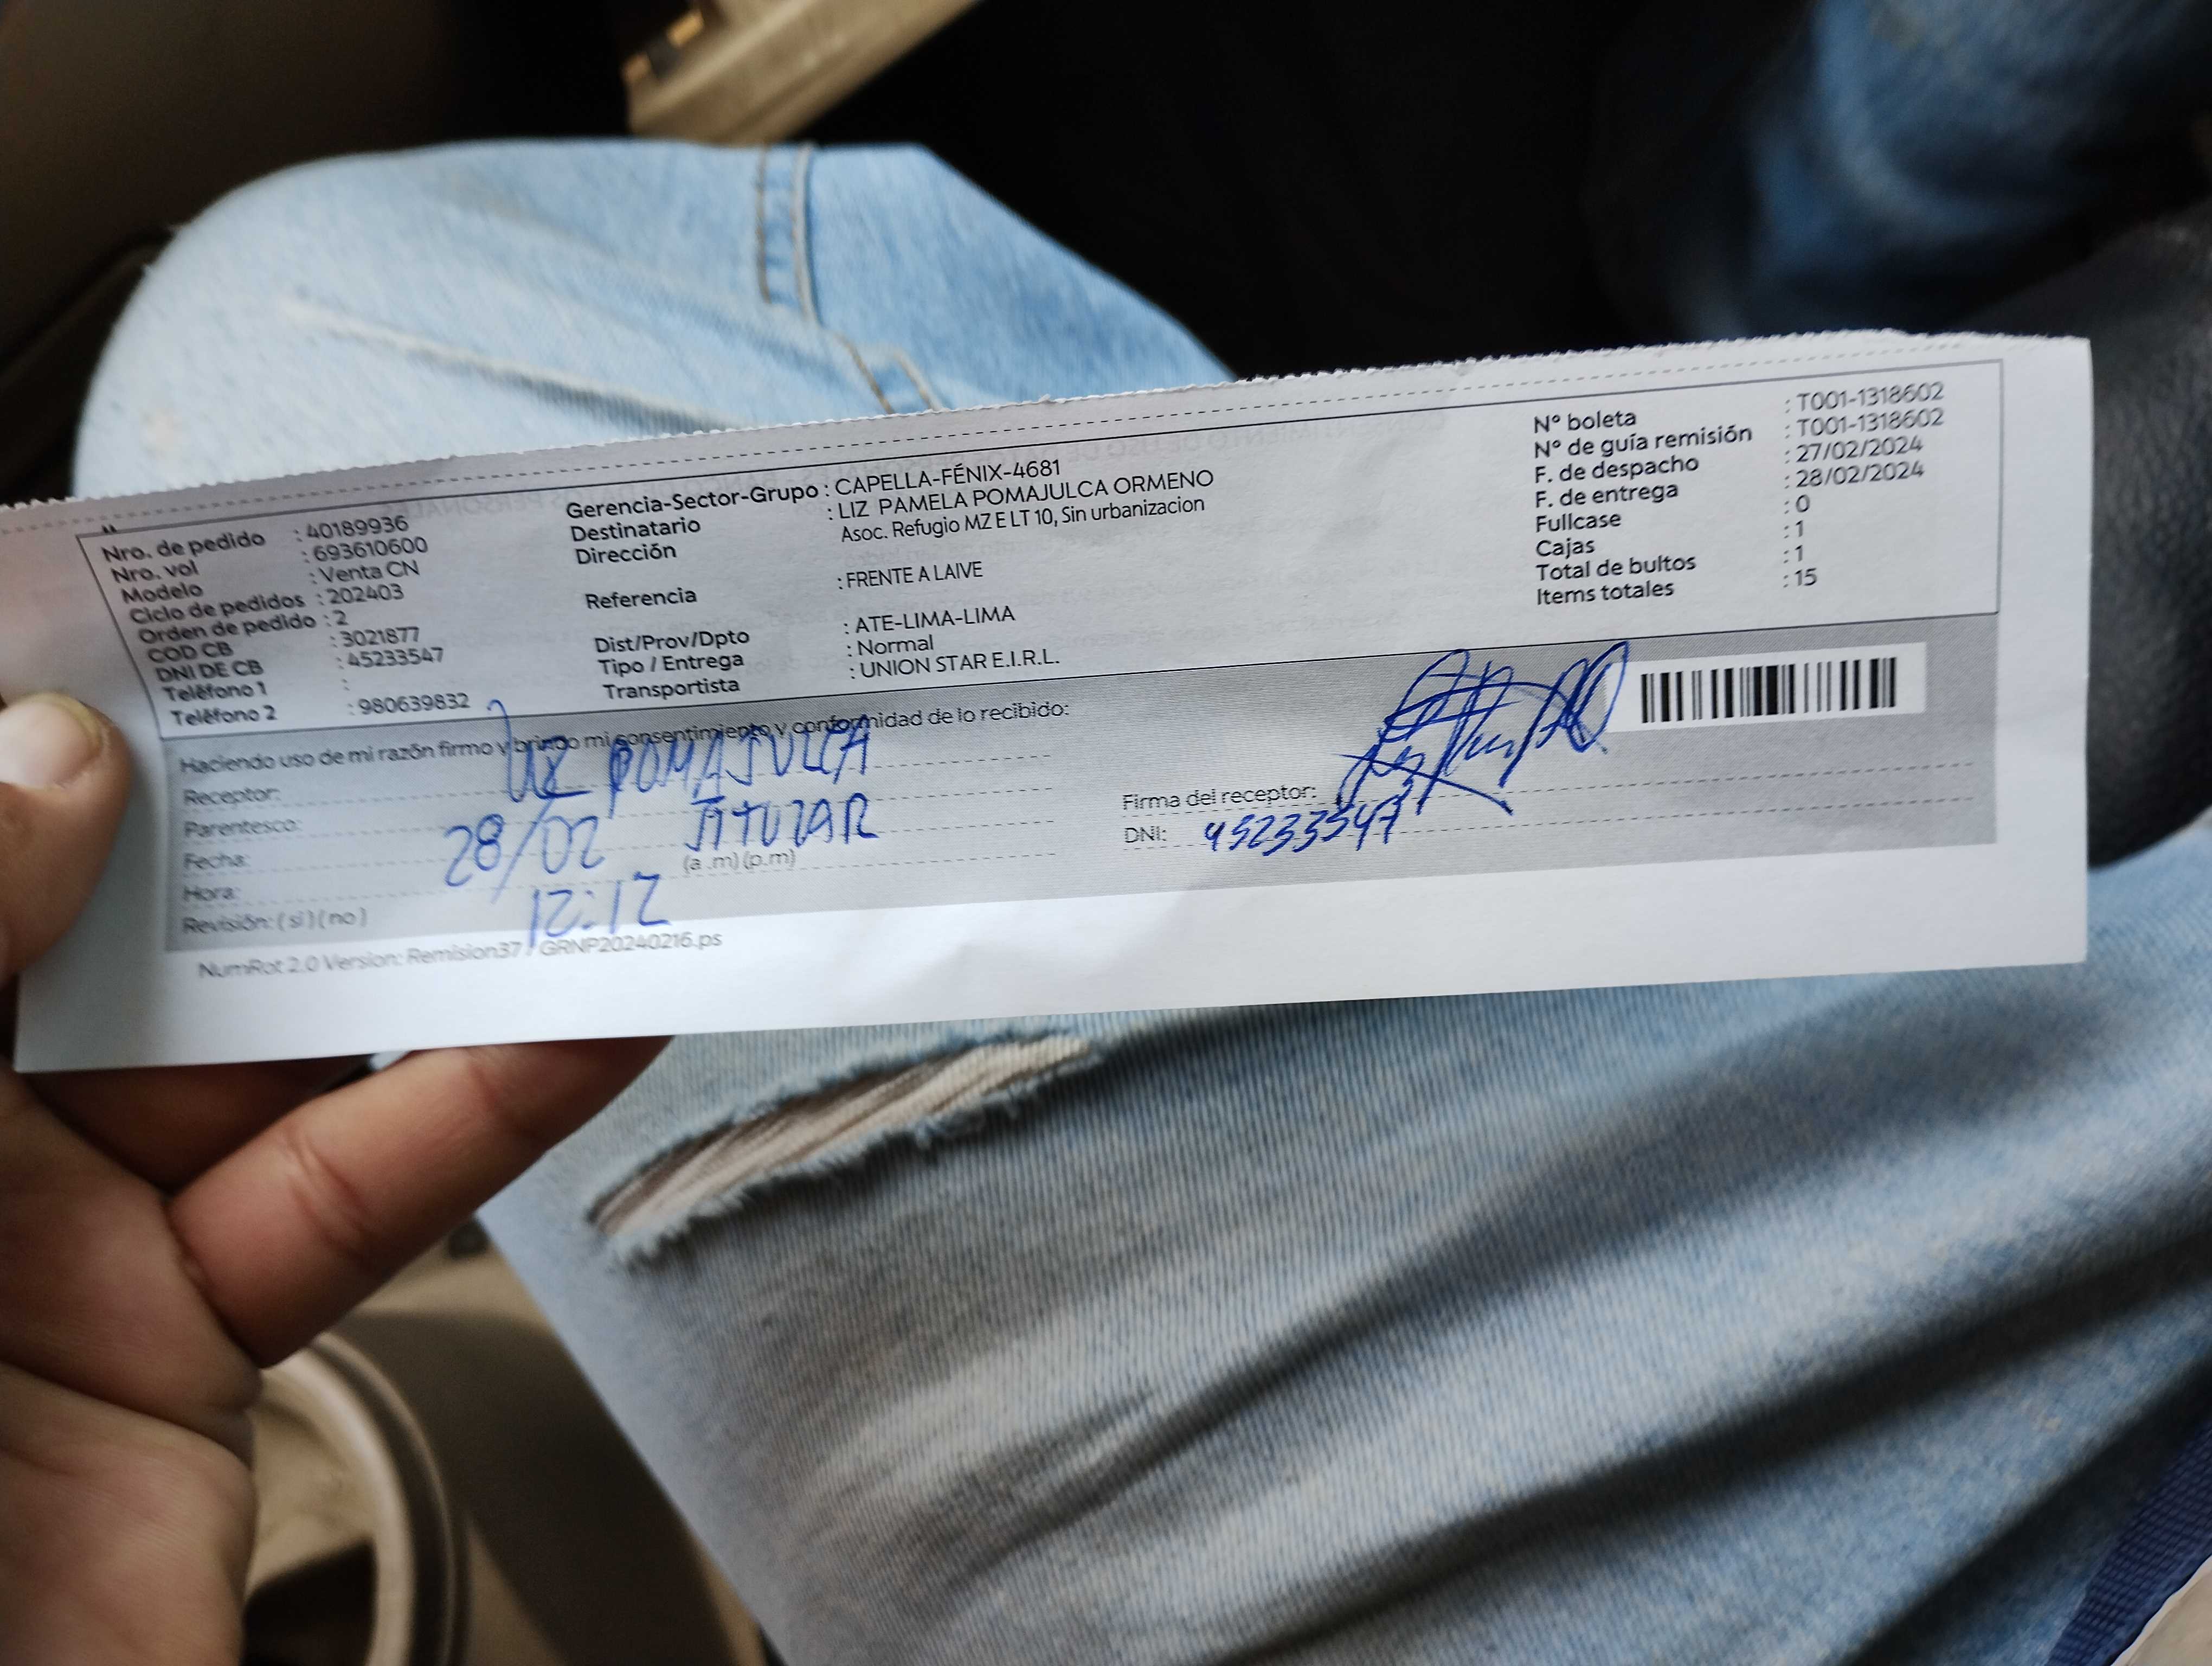 Nro. de pedido : 40189936
Nro. vol : 693610600
Modelo : Venta CN
Ciclo de pedidos : 202403
Orden de pedido : 2
COD CB : 3021877
DNI DE CB : 45233547
Teléfono 1 :
Teléfono 2 : 980639832
Gerencia-Sector-Grupo : CAPELLA-FÉNIX-4681
Destinatario : LIZ PAMELA POMAJULCA ORMENO
Dirección Asoc. Refugio MZ E LT 10, Sin urbanizacion
Referencia : FRENTE A LAIVE
Dist/Prov/Dpto : ATE-LIMA-LIMA
Tipo / Entrega : Normal
Transportista : UNION STAR E.I.R.L.
N° boleta : T001-1318602
N° de guía remisión : T001-1318602
F. de despacho : 27/02/2024
F. de entrega : 28/02/2024
Fullcase : 0
Cajas : 1
Total de bultos : 1
Items totales : 15
Haciendo uso de mi razón firmo y brindo mi consentimiento y conformidad de lo recibido:
Receptor: LIZ POMAJULCA
Parentesco: TITULAR
Fecha: 28/02
Hora: 12:12 (a .m) (p.m)
Revisión: ( si ) ( no )
Firma del receptor:
DNI: 45233547
NumRot 2.0 Version: Remision37 / GRNP20240216.ps